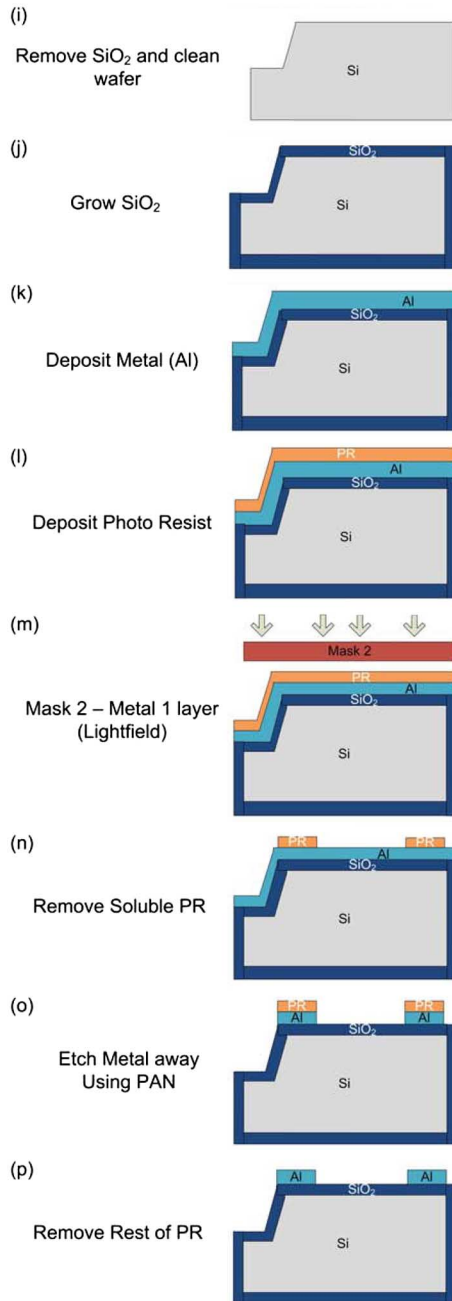 (i)
Remove SiO₂ and clean
wafer
Si
(j)
Grow SiO₂
SiO₂
Si
(k)
Deposit Metal (Al)
Al
SiO₂
Si
(l)
Deposit Photo Resist
PR
Al
SiO₂
Si
(m)
Mask 2
Mask 2 – Metal 1 layer
(Lightfield)
PR
Al
SiO₂
Si
(n)
Remove Soluble PR
PR PR
Al
SiO₂
Si
(o)
Etch Metal away
Using PAN
PR PR
Al Al
SiO₂
Si
(p)
Remove Rest of PR
Al Al
SiO₂
Si